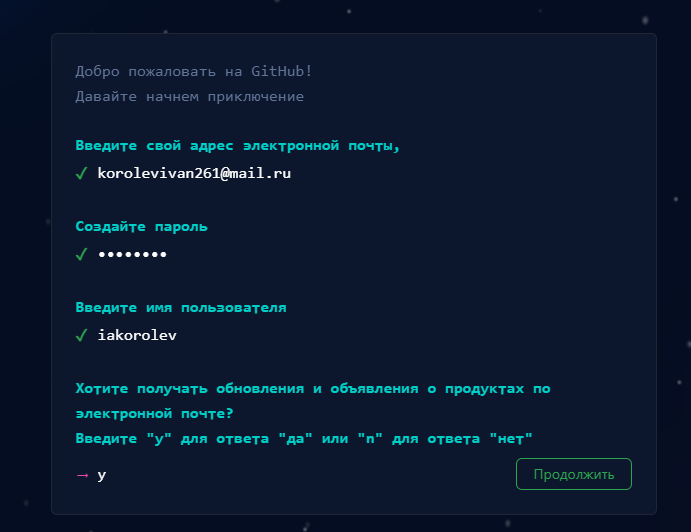 Добро пожаловать на GitHub!
Давайте начнем приключение
Введите свой адрес электронной почты,
✓ korolevivan261@mail.ru
Создайте пароль
✓ ••••••••
Введите имя пользователя
✓ iakorolev
Хотите получать обновления и объявления о продуктах по
электронной почте?
Введите "y" для ответа "да" или "n" для ответа "нет"
→ y
Продолжить